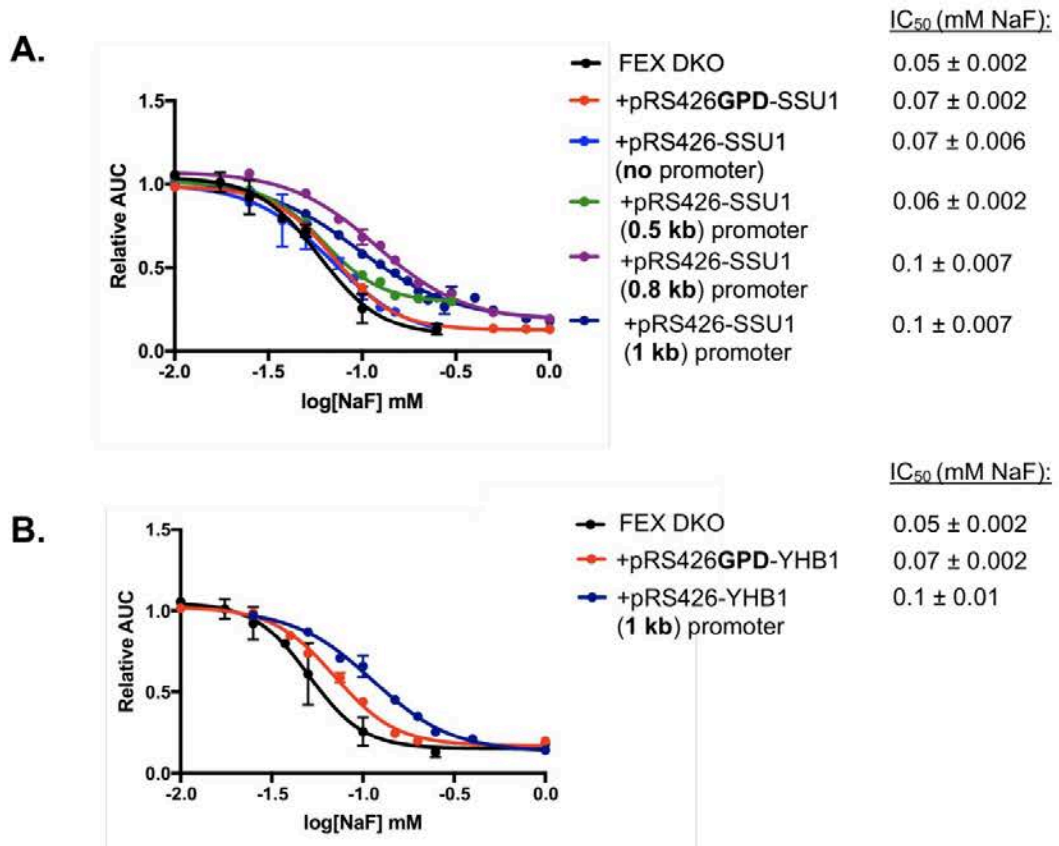 A.
IC50 (mM NaF):
FEX DKO 0.05 ± 0.002
+pRS426GPD-SSU1 0.07 ± 0.002
+pRS426-SSU1 0.07 ± 0.006
(no promoter)
+pRS426-SSU1 0.06 ± 0.002
(0.5 kb) promoter
+pRS426-SSU1 0.1 ± 0.007
(0.8 kb) promoter
+pRS426-SSU1 0.1 ± 0.007
(1 kb) promoter
Relative AUC
1.5
1.0
0.5
0.0
-2.0 -1.5 -1.0 -0.5 0.0
log[NaF] mM
B.
IC50 (mM NaF):
FEX DKO 0.05 ± 0.002
+pRS426GPD-YHB1 0.07 ± 0.002
+pRS426-YHB1 0.1 ± 0.01
(1 kb) promoter
Relative AUC
1.5
1.0
0.5
0.0
-2.0 -1.5 -1.0 -0.5 0.0
log[NaF] mM